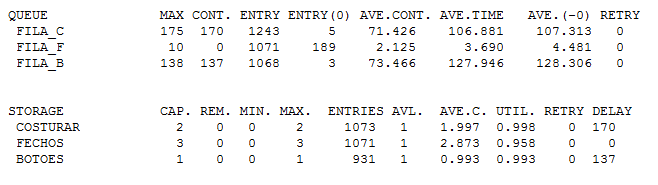 QUEUE MAX CONT. ENTRY ENTRY(0) AVE.CONT. AVE.TIME AVE.(-0) RETRY
FILA_C 175 170 1243 5 71.426 106.881 107.313 0
FILA_F 10 0 1071 189 2.125 3.690 4.481 0
FILA_B 138 137 1068 3 73.466 127.946 128.306 0
STORAGE CAP. REM. MIN. MAX. ENTRIES AVL. AVE.C. UTIL. RETRY DELAY
COSTURAR 2 0 0 2 1073 1 1.997 0.998 0 170
FECHOS 3 0 0 3 1071 1 2.873 0.958 0 0
BOTOES 1 0 0 1 931 1 0.993 0.993 0 137